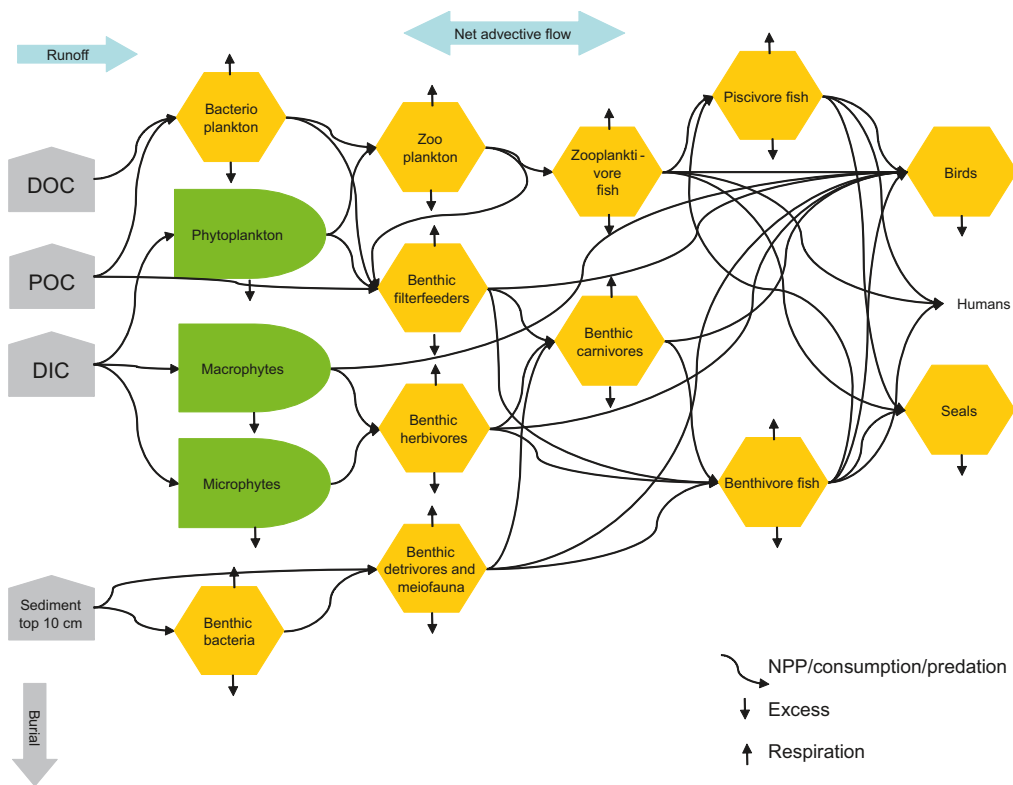 Net advective flow
Runoff
Piscivore fish
Bacterio
plankton
Zoo
plankton
Zooplankti -
vore
fish
Birds
DOC
Phytoplankton
POC
Benthic
filterfeeders
Humans
DIC
Macrophytes
Benthic
carnivores
Benthic
herbivores
Seals
Microphytes
Benthivore fish
Benthic
detrivores and
meiofauna
Sediment
top 10 cm
Benthic
bacteria
NPP/consumption/predation
Excess
Respiration
Burial